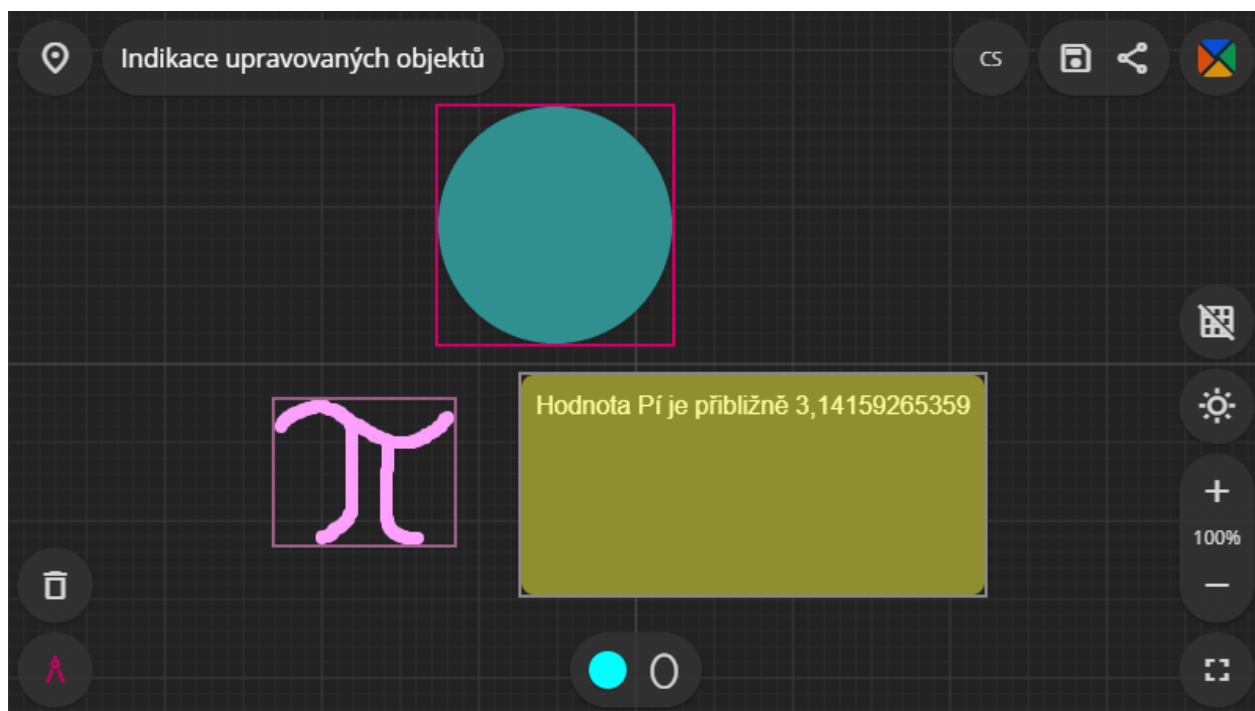 Indikace upravovaných objektů
CS
Hodnota Pí je přibližně 3,14159265359
π
100%